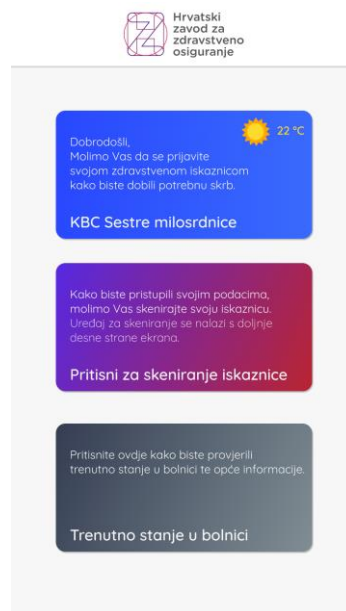 Hrvatski
zavod za
zdravstveno
osiguranje
22 °C
Dobrodošli,
Molimo Vas da se prijavite
svojom zdravstvenom iskaznicom
kako biste dobili potrebnu skrb.
KBC Sestre milosrdnice
Kako biste pristupili svojim podacima,
molimo Vas skenirajte svoju iskaznicu.
Uređaj za skeniranje se nalazi s doljnje
desne strane ekrana.
Pritisni za skeniranje iskaznice
Pritisnite ovdje kako biste provjerili
trenutno stanje u bolnici te opće informacije.
Trenutno stanje u bolnici